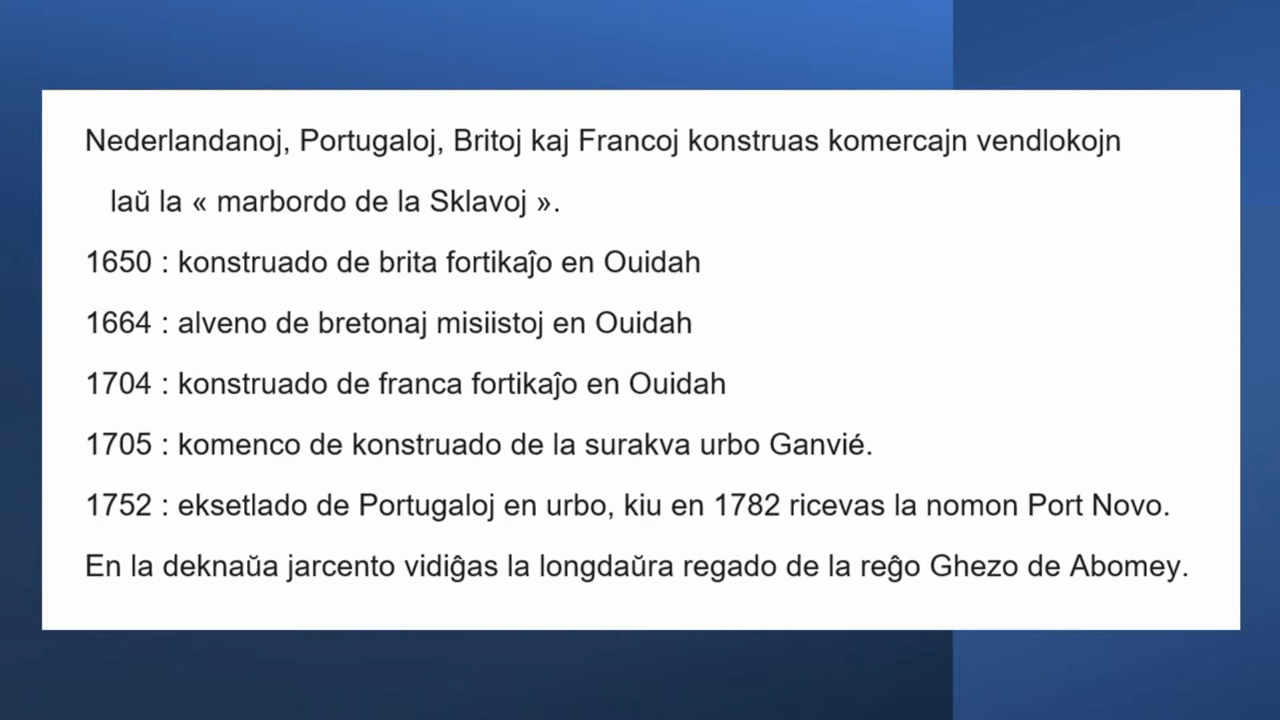 Nederlandanoj, Portugaloj, Britoj kaj Francoj konstruas komercajn vendlokojn
laŭ la « marbordo de la Sklavoj ».
1650 : konstruado de brita fortikaĵo en Ouidah
1664 : alveno de bretonaj misiistoj en Ouidah
1704 : konstruado de franca fortikaĵo en Ouidah
1705 : komenco de konstruado de la surakva urbo Ganvié.
1752 : eksetlado de Portugaloj en urbo, kiu en 1782 ricevas la nomon Port Novo.
En la deknaŭa jarcento vidiĝas la longdaŭra regado de la reĝo Ghezo de Abomey.